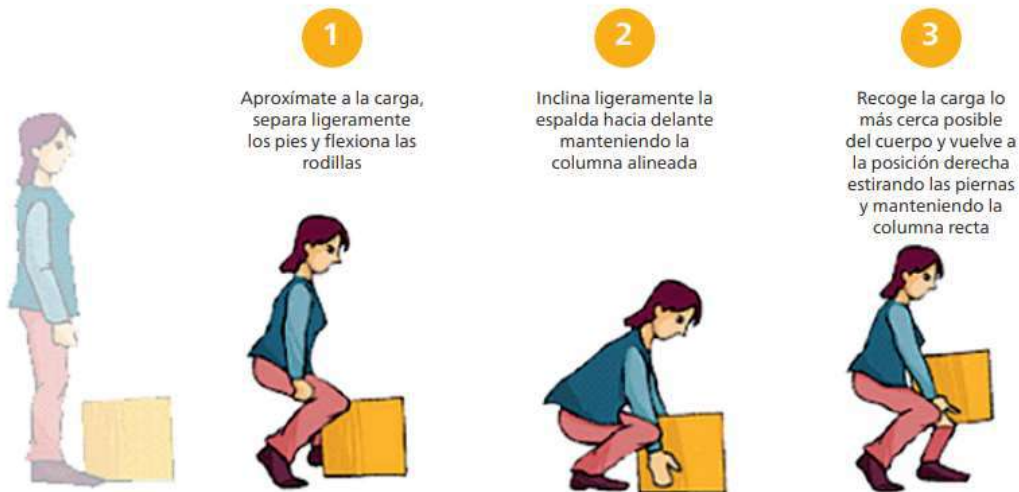 1
Aproxímate a la carga,
separa ligeramente
los pies y flexiona las
rodillas
2
Inclina ligeramente la
espalda hacia delante
manteniendo la
columna alineada
3
Recoge la carga lo
más cerca posible
del cuerpo y vuelve a
la posición derecha
estirando las piernas
y manteniendo la
columna recta